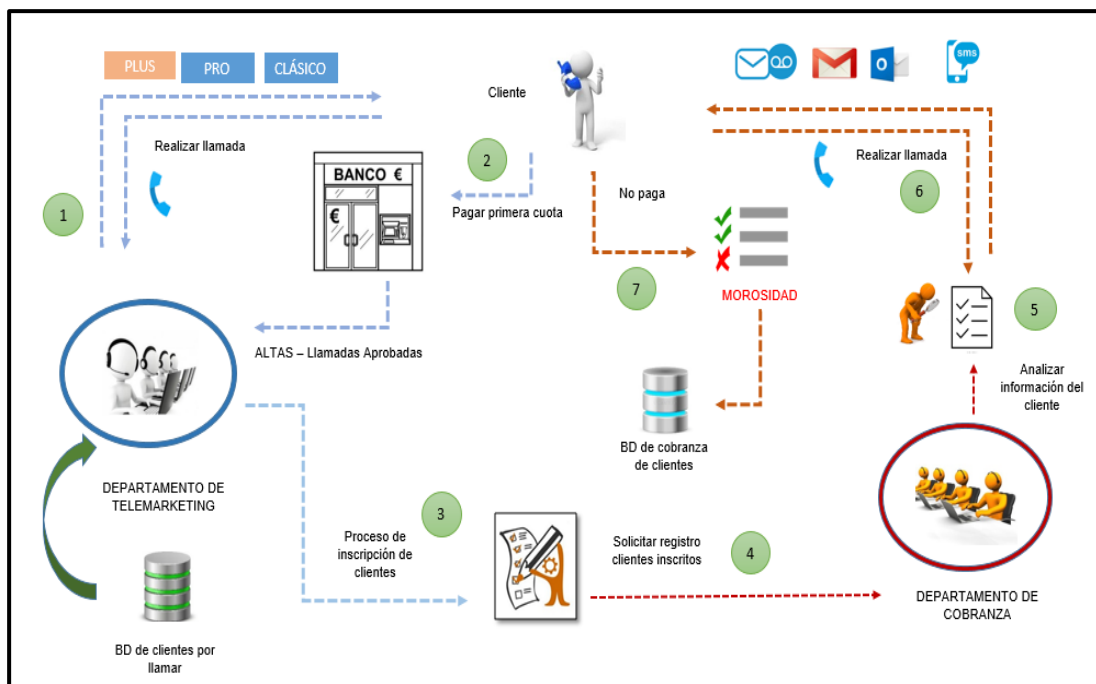 PLUS
PRO
CLÁSICO
Cliente
sms
Realizar llamada
1
BANCO €
€
2
Pagar primera cuota
No paga
Realizar llamada
6
7
MOROSIDAD
5
Analizar
información del
cliente
ALTAS – Llamadas Aprobadas
BD de cobranza
de clientes
DEPARTAMENTO DE
TELEMARKETING
3
Proceso de
inscripción de
clientes
Solicitar registro
clientes inscritos
4
DEPARTAMENTO DE
COBRANZA
BD de clientes por
llamar